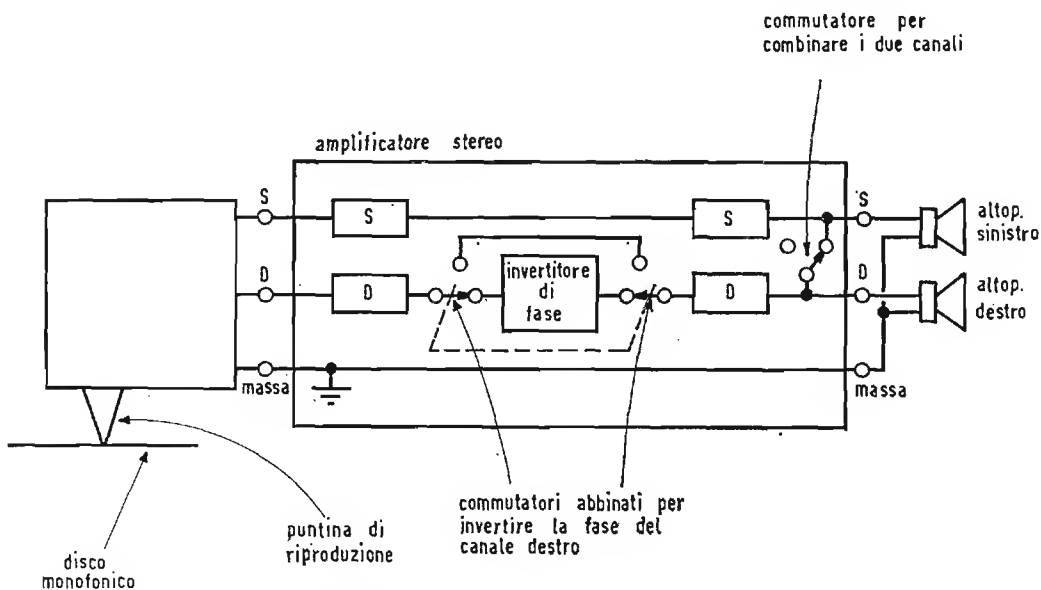 commutatore per
combinare i due canali
amplificatore stereo
S
S
S
S
altop.
sinistro
D
D
invertitore
di
fase
D
D
altop.
destro
massa
massa
commutatori abbinati per
invertire la fase del
canale destro
puntina di
riproduzione
disco
monofonico